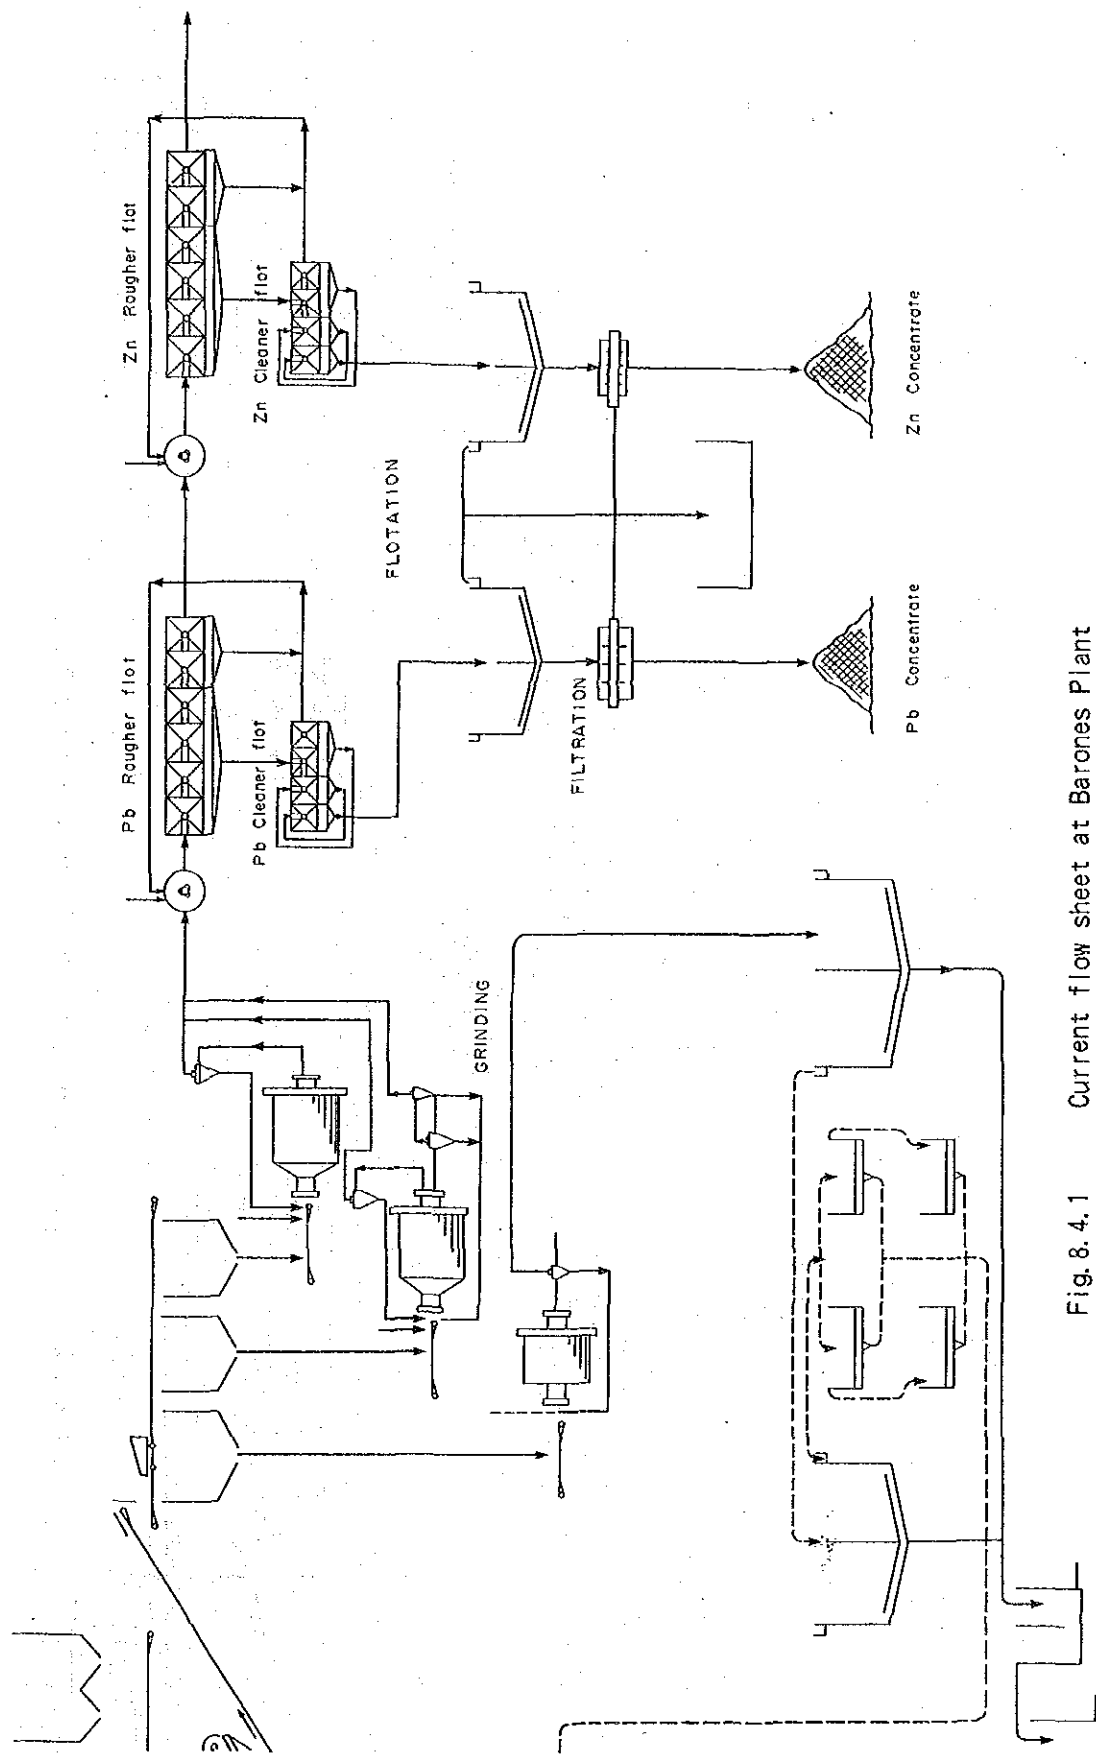 Zn Rougher flot
Zn Cleaner flot
Pb Rougher flot
Pb Cleaner flot
FLOTATION
FILTRATION
GRINDING
Zn Concentrate
Pb Concentrate
Fig. 8.4.1 Current flow sheet at Barones Plant